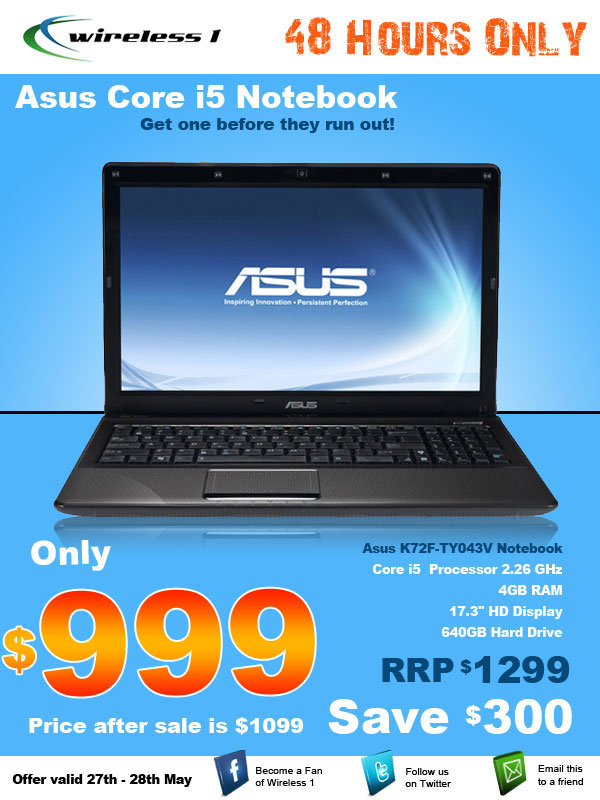 wireless 1
48 Hours Only
Asus Core i5 Notebook
Get one before they run out!
ASUS®
Inspiring Innovation • Persistent Perfection
ASUS
Only
$999
Price after sale is $1099
Asus K72F-TY043V Notebook
Core i5 Processor 2.26 GHz
4GB RAM
17.3" HD Display
640GB Hard Drive
RRP $1299
Save $300
Offer valid 27th - 28th May
Become a Fan
of Wireless 1
Follow us
on Twitter
Email this
to a friend